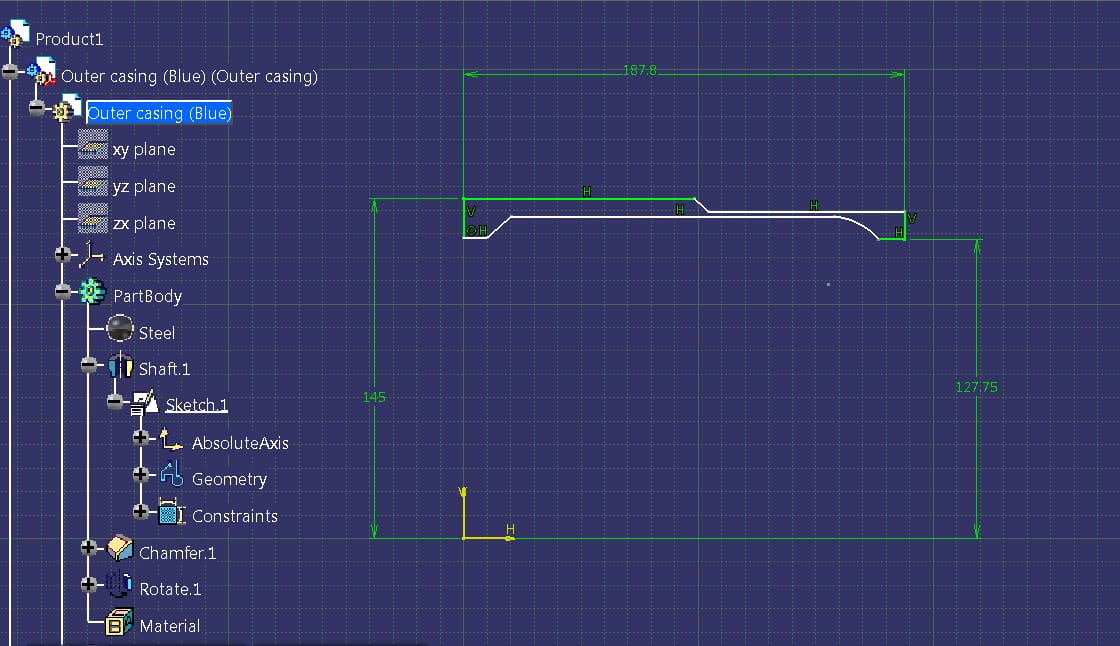 Product1
Outer casing (Blue) (Outer casing)
Outer casing (Blue)
xy plane
yz plane
zx plane
Axis Systems
PartBody
Steel
Shaft.1
Sketch.1
AbsoluteAxis
Geometry
Constraints
Chamfer.1
Rotate.1
Material
187.8
H
V
H
H
V
H
H
145
127.75
V
H